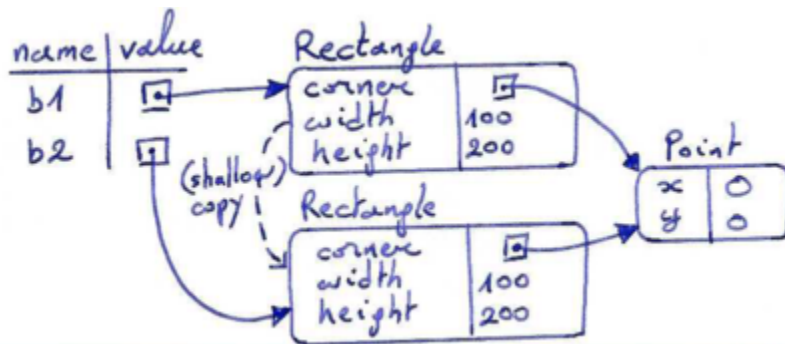 name value
b1
b2
Rectangle
corner
width 100
height 200
(shallow)
copy
Rectangle
corner
width 100
height 200
Point
x 0
y 0